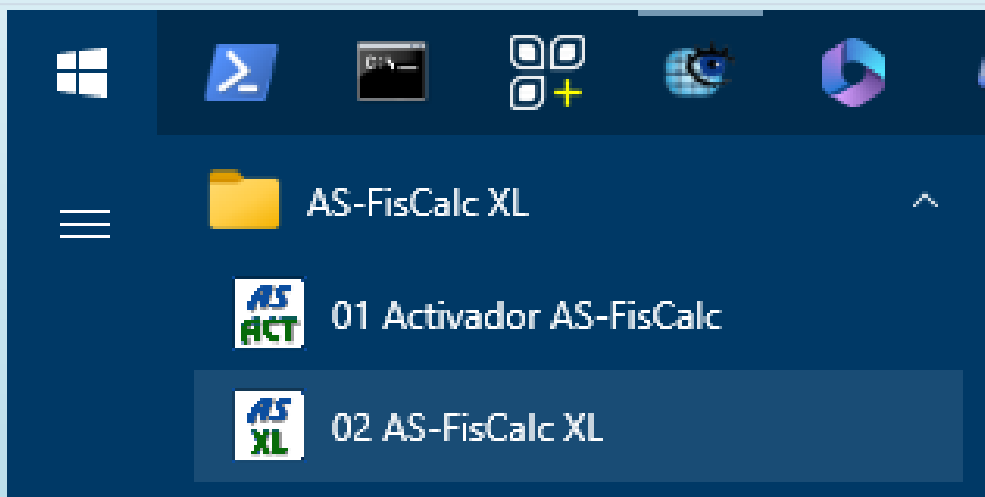 C:\_
AS-FisCalc XL
AS
ACT
01 Activador AS-FisCalc
AS
XL
02 AS-FisCalc XL